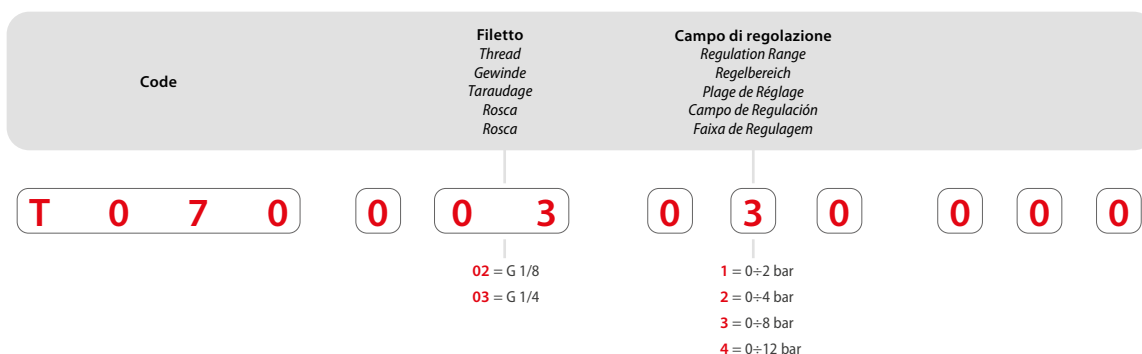 Code
Filetto
Thread
Gewinde
Taraudage
Rosca
Rosca
Campo di regolazione
Regulation Range
Regelbereich
Plage de Réglage
Campo de Regulación
Faixa de Regulagem
T 0 7 0 0 0 3 0 3 0 0 0 0
02 = G 1/8
03 = G 1/4
1 = 0÷2 bar
2 = 0÷4 bar
3 = 0÷8 bar
4 = 0÷12 bar